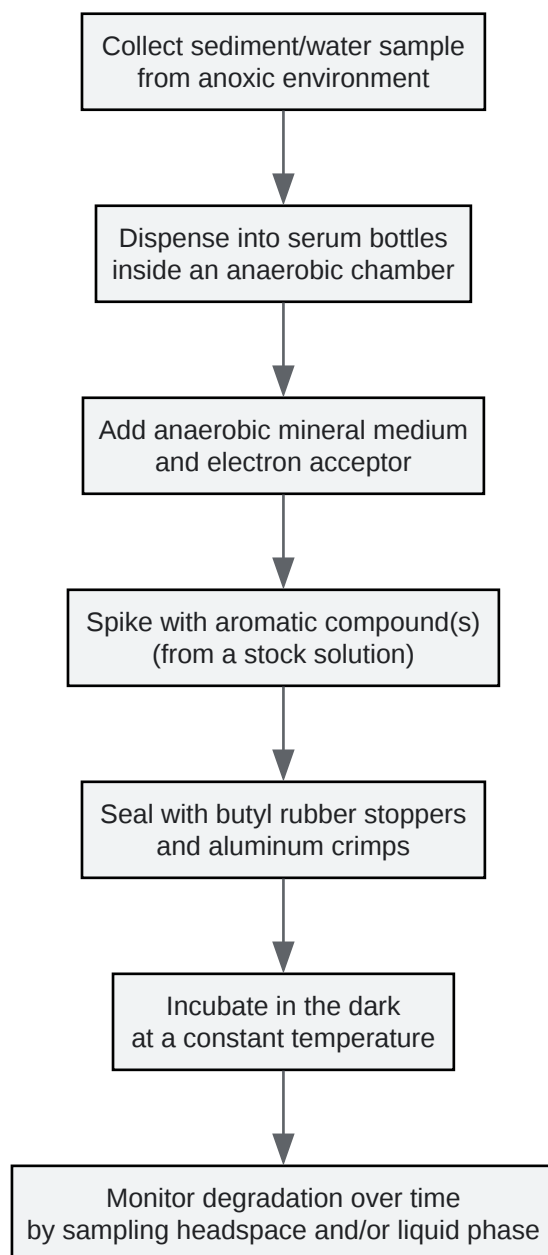 Collect sediment/water sample
from anoxic environment
Dispense into serum bottles
inside an anaerobic chamber
Add anaerobic mineral medium
and electron acceptor
Spike with aromatic compound(s)
(from a stock solution)
Seal with butyl rubber stoppers
and aluminum crimps
Incubate in the dark
at a constant temperature
Monitor degradation over time
by sampling headspace and/or liquid phase